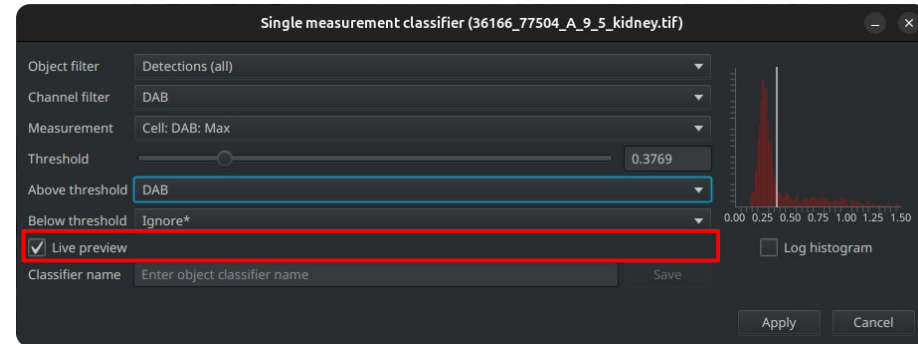 Single measurement classifier (36166_77504_A_9_5_kidney.tif)
Object filter Detections (all)
Channel filter DAB
Measurement Cell: DAB: Max
Threshold 0.3769
Above threshold DAB
Below threshold Ignore*
0.00 0.25 0.50 0.75 1.00 1.25 1.50
Live preview
Log histogram
Classifier name Enter object classifier name Save
Apply Cancel